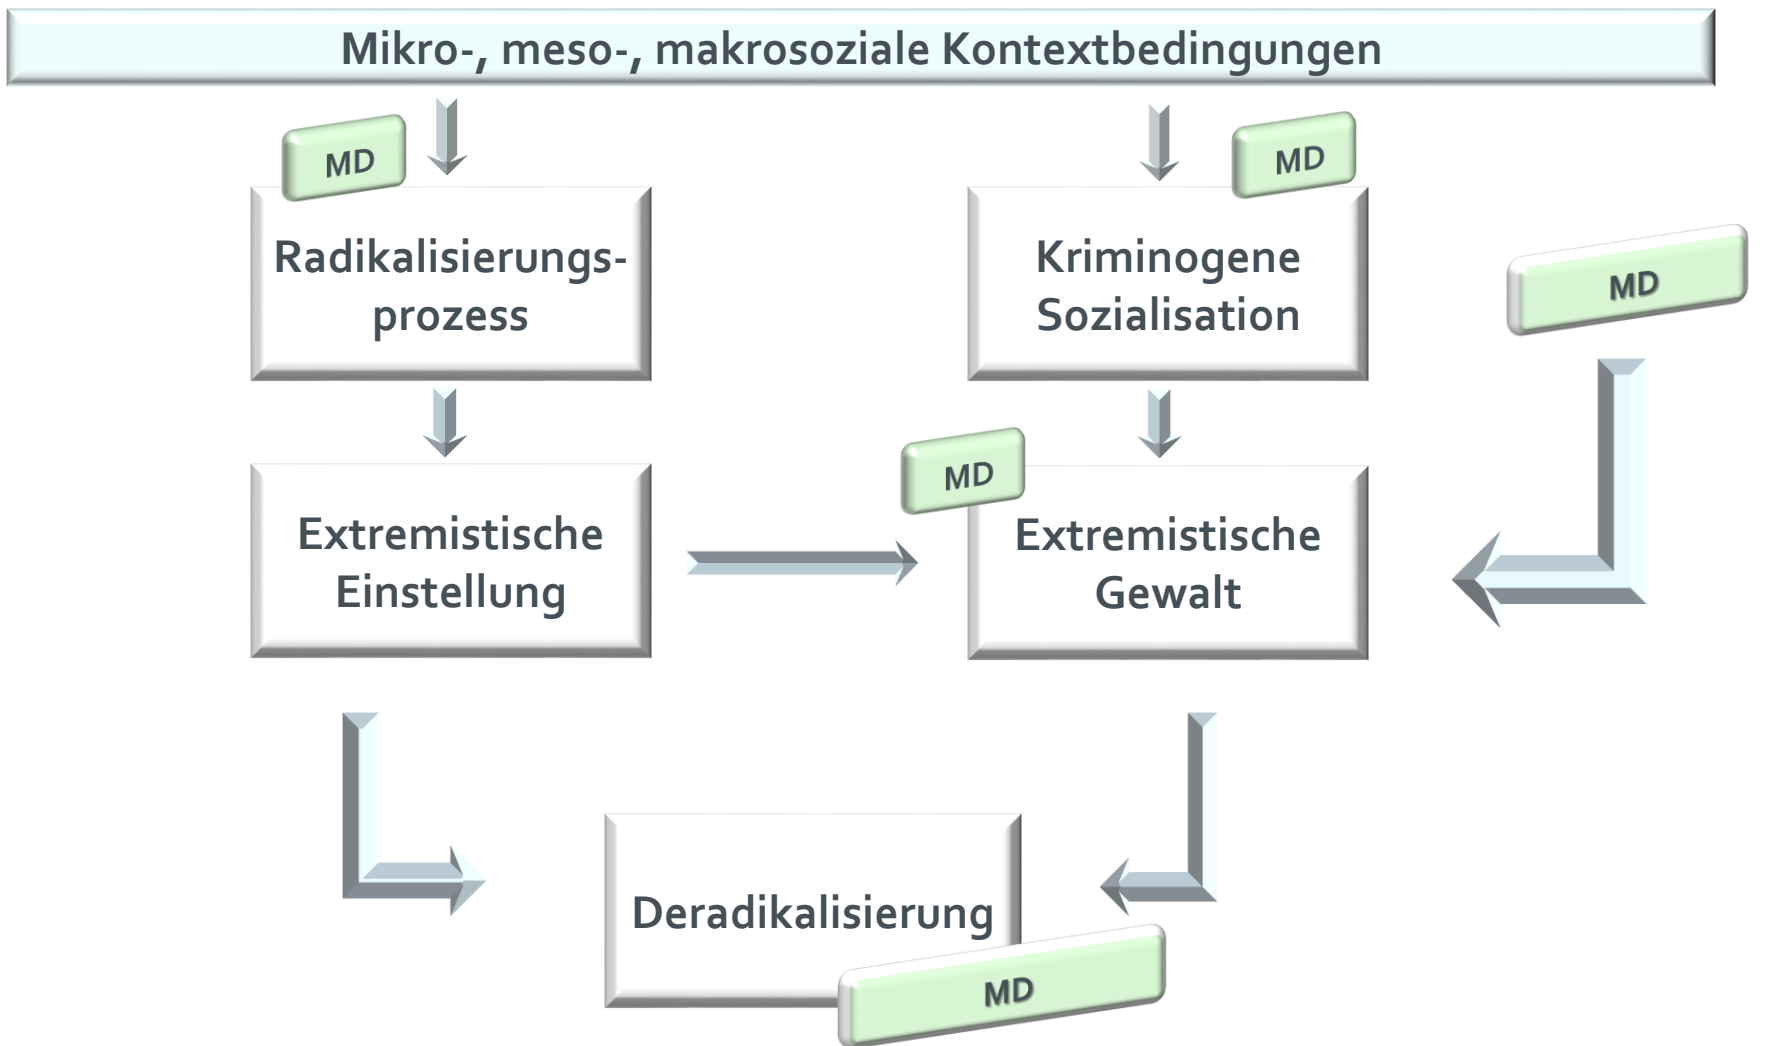 Mikro-, meso-, makrosoziale Kontextbedingungen
MD
MD
Radikalisierungs-
prozess
Kriminogene
Sozialisation
MD
MD
Extremistische
Einstellung
Extremistische
Gewalt
Deradikalisierung
MD